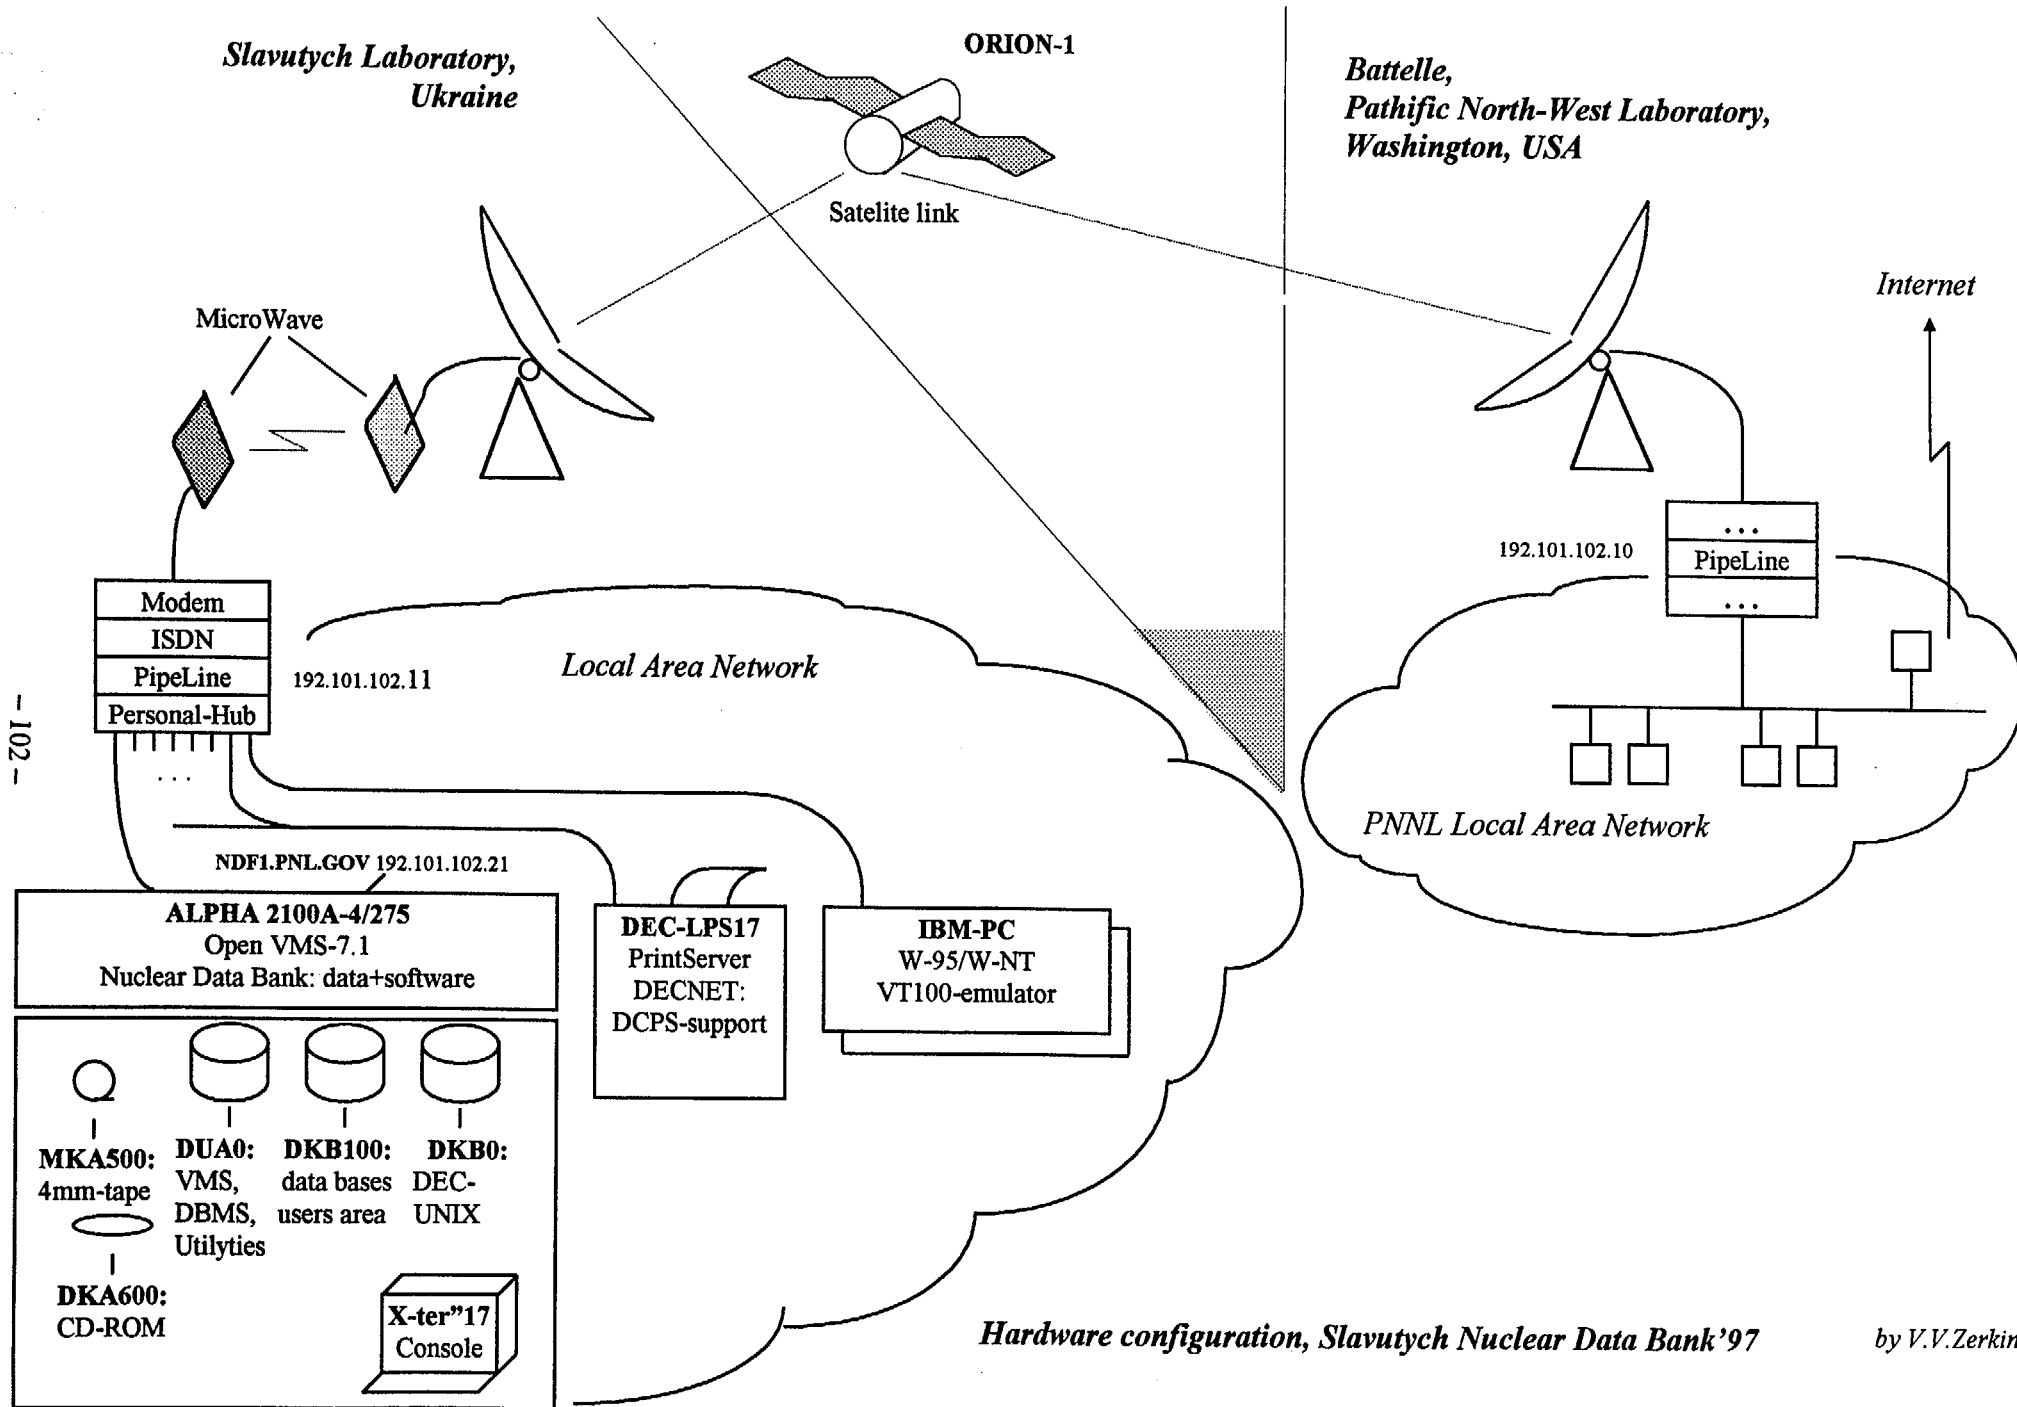 Slavutych Laboratory,
Ukraine
ORION-1
Battelle,
Pathific North-West Laboratory,
Washington, USA
Satelite link
Internet
MicroWave
192.101.102.10
...
PipeLine
...
Modem
ISDN
PipeLine
Personal-Hub
...
192.101.102.11
Local Area Network
PNNL Local Area Network
- 102 -
NDF1.PNL.GOV 192.101.102.21
ALPHA 2100A-4/275
Open VMS-7.1
Nuclear Data Bank: data+software
DEC-LPS17
PrintServer
DECNET:
DCPS-support
IBM-PC
W-95/W-NT
VT100-emulator
MKA500:
4mm-tape
DUA0:
VMS,
DBMS,
Utilyties
DKB100:
data bases
users area
DKB0:
DEC-
UNIX
DKA600:
CD-ROM
X-ter”17
Console
Hardware configuration, Slavutych Nuclear Data Bank’97
by V.V.Zerkin